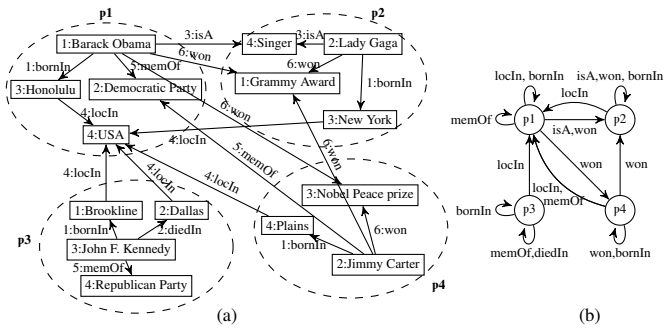 p1
p2
1:Barack Obama
3:isA
4:Singer
3:isA
2:Lady Gaga
6:won
6:won
1:bornIn
5:memOf
1:Grammy Award
1:bornIn
3:Honolulu
2:Democratic Party
6:won
4:locIn
3:New York
4:USA
4:locIn
6:won
5:memOf
4:locIn
4:locIn
4:locIn
3:Nobel Peace prize
1:Brookline
2:Dallas
4:Plains
6:won
1:bornIn
2:diedIn
1:bornIn
p3
3:John F. Kennedy
2:Jimmy Carter
5:memOf
4:Republican Party
p4
(a)
locIn, bornIn
isA,won, bornIn
locIn
memOf
p1
p2
isA,won
locIn
won
won
locIn,
memOf
bornIn
p3
p4
memOf,diedIn
won,bornIn
(b)